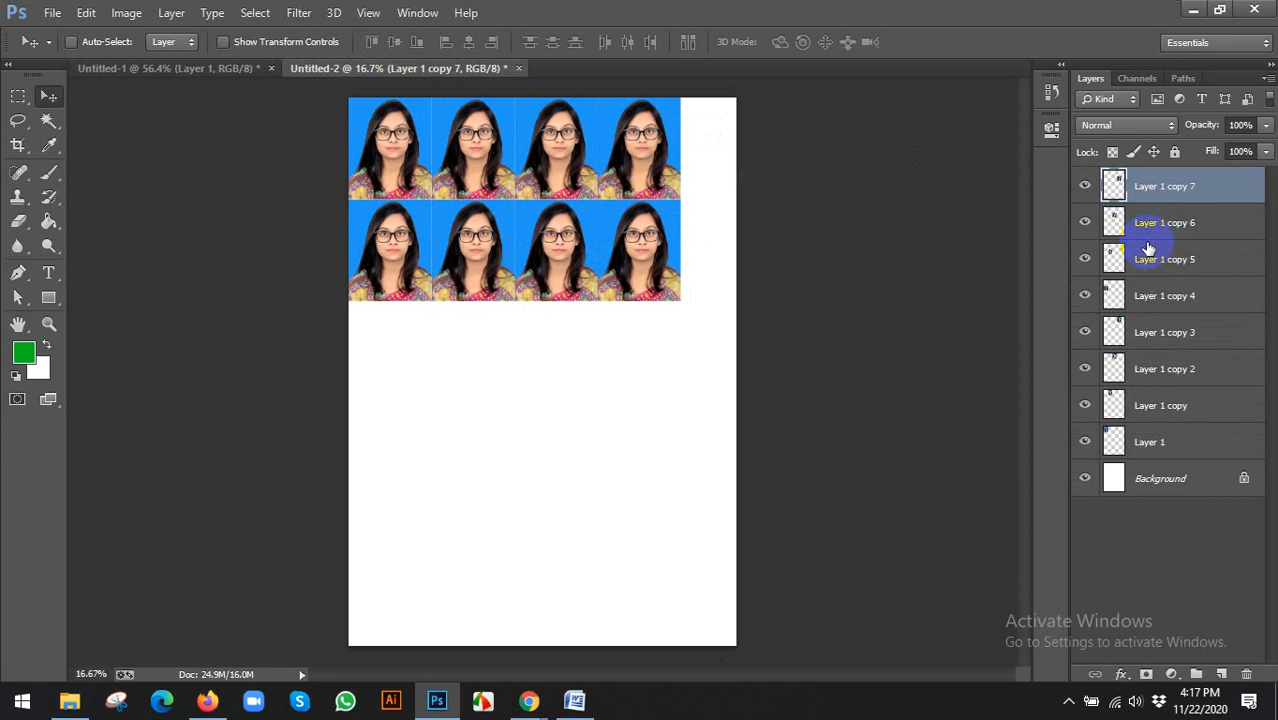 Ps File Edit Image Layer Type Select Filter 3D View Window Help
Auto-Select: Layer Show Transform Controls 3D Mode: Essentials
Untitled-1 @ 56.4% (Layer 1, RGB/8) * × Untitled-2 @ 16.7% (Layer 1 copy 7, RGB/8) * ×
Layers Channels Paths
Kind
Normal Opacity: 100%
Lock: Fill: 100%
Layer 1 copy 7
Layer 1 copy 6
Layer 1 copy 5
Layer 1 copy 4
Layer 1 copy 3
Layer 1 copy 2
Layer 1 copy
Layer 1
Background
Activate Windows
Go to Settings to activate Windows.
16.67% Doc: 24.9M/16.0M
fx
Ai Ps
4:17 PM
11/22/2020